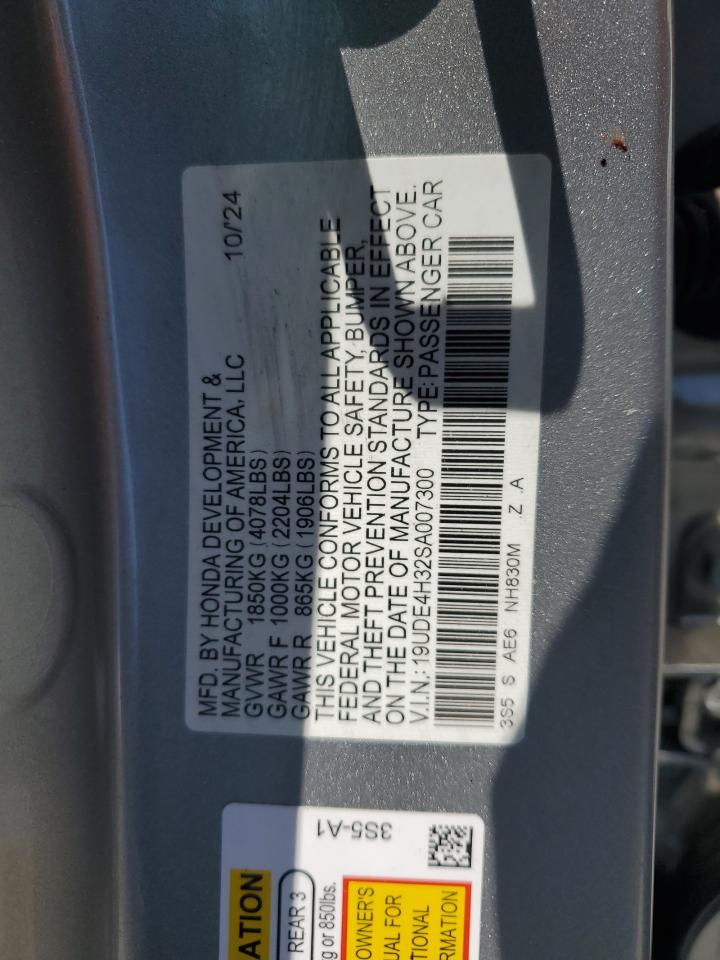 MFD. BY HONDA DEVELOPMENT &
MANUFACTURING OF AMERICA, LLC 10/'24
GVWR 1850KG (4078LBS)
GAWR F 1000KG (2204LBS)
GAWR R 865KG (1906LBS)
THIS VEHICLE CONFORMS TO ALL APPLICABLE
FEDERAL MOTOR VEHICLE SAFETY, BUMPER,
AND THEFT PREVENTION STANDARDS IN EFFECT
ON THE DATE OF MANUFACTURE SHOWN ABOVE.
V.I.N.: 19UDE4H32SA007300 TYPE: PASSENGER CAR
3S5 S AE6 NH830M Z .A
3S5-A1
ATION
REAR 3
g or 850lbs.
OWNER'S
UAL FOR
TIONAL
RMATION